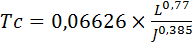 Tc = 0,06626 × L^0,77 / J^0,385